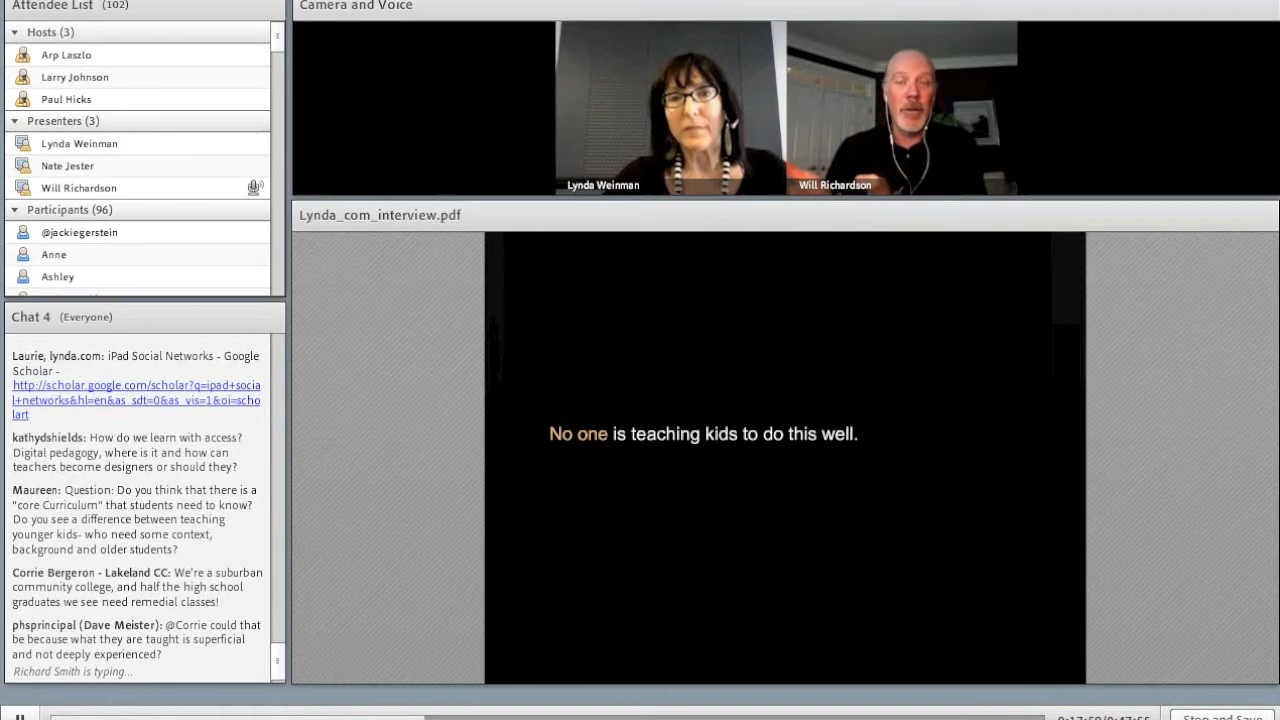 Attendee List (102)
Hosts (3)
Arp Laszlo
Larry Johnson
Paul Hicks
Presenters (3)
Lynda Weinman
Nate Jester
Will Richardson
Participants (96)
@jackiegerstein
Anne
Ashley
Chat 4 (Everyone)
Laurie, lynda.com: iPad Social Networks - Google
Scholar -
http://scholar.google.com/scholar?q=ipad+socia
l+networks&hl=en&as_sdt=0&as_vis=1&oi=scho
lart
kathydshields: How do we learn with access?
Digital pedagogy, where is it and how can
teachers become designers or should they?
Maureen: Question: Do you think that there is a
"core Curriculum" that students need to know?
Do you see a difference between teaching
younger kids- who need some context,
background and older students?
Corrie Bergeron - Lakeland CC: We're a suburban
community college, and half the high school
graduates we see need remedial classes!
phsprincipal (Dave Meister): @Corrie could that
be because what they are taught is superficial
and not deeply experienced?
Richard Smith is typing...
Camera and Voice
Lynda Weinman
Will Richardson
Lynda_com_interview.pdf
No one is teaching kids to do this well.
Stop and Save